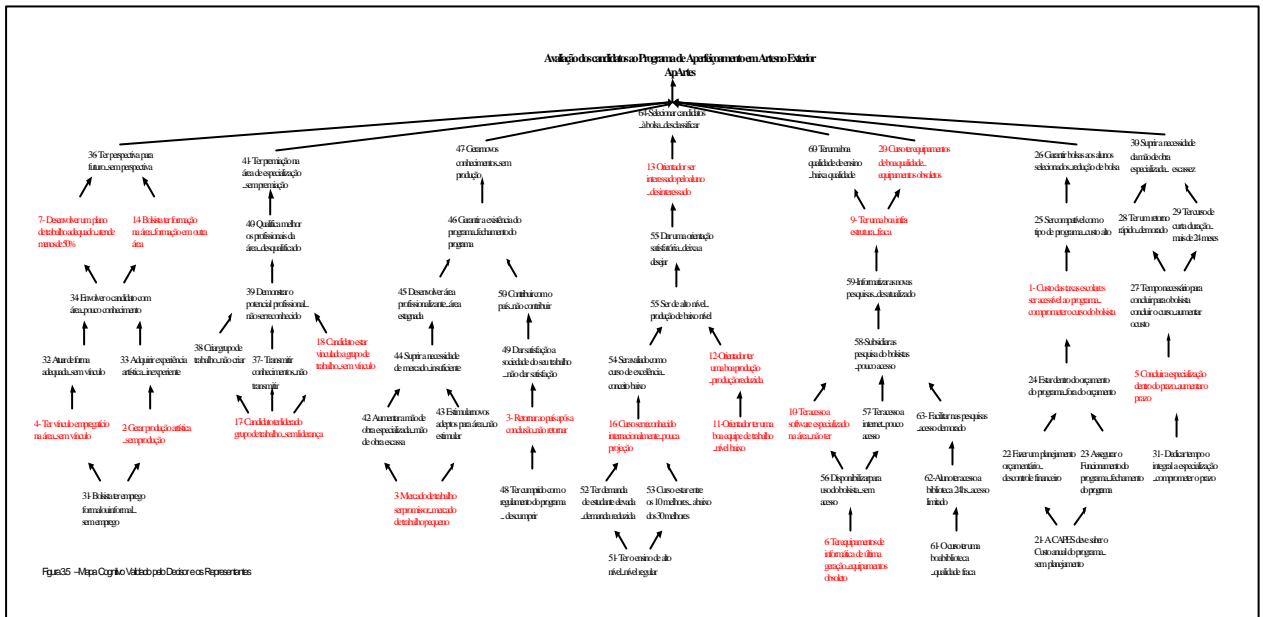 Avaliação dos candidatos ao Programa de Aperfeiçoamento em Artes no Exterior
ApArtes
64-Selecionar candidatos
...à bolsa...desclassificar
36- Ter perspectiva para
futuro...sem perspectiva
41- Ter premiação na
área de especialização
...sem premiação
47- Gerar novos
conhecimentos...sem
produção
13- Orientador ser
interessado pelo aluno
...desinteressado
60- Ter uma boa
qualidade de ensino
...baixa qualidade
29- Curso ter equipamentos
de boa qualidade...
equipamentos obsoletos
26- Garantir bolsas aos alunos
selecionados...redução de bolsa
30- Suprir a necessidade
da mão de obra
especializada... escassez
7- Desenvolver um plano
de trabalho adequado...atende
menos de 50%
14- Bolsista ter formação
na área...formação em outra
área
40- Qualifica melhor
os profissionais da
área...desqualificado
46- Garantir a existência do
programa...fechamento do
programa
55- Dar uma orientação
satisfatória...deixa a
desejar
9- Ter uma boa infra
estrutura...fraca
25- Ser compatível com o
tipo de programa...custo alto
28- Ter um retorno
rápido...demorado
29- Ter curso de
curta duração...
mais de 24 meses
34- Envolver o candidato com
área...pouco conhecimento
39- Demonstrar o
potencial profissional...
não ser reconhecido
45- Desenvolver área
profissionalizante...área
estagnada
50- Contribuir com o
país...não contribuir
55- Ser de alto nível...
produção de baixo nível
59- Informatizar as novas
pesquisas...desatualizado
1- Custo das taxas escolares
ser acessível ao programa...
comprometer o curso do bolsista
27- Tempo necessário para
concluir para o bolsista
concluir o curso...aumentar
o custo
32- Atuar de forma
adequada...sem vínculo
33- Adquirir experiência
artística...inexperiente
38- Criar grupo de
trabalho...não criar
37- Transmitir
conhecimentos...não
transmitir
18- Candidato estar
vinculado a grupo de
trabalho...sem vínculo
44- Suprir a necessidade
de mercado...insuficiente
49- Dar satisfação a
sociedade do seu trabalho
...não dar satisfação
54- Ser avaliado como
curso de excelência...
conceito baixo
12- Orientador ter
uma boa produção
...produção reduzida
58- Subsidiar as
pesquisa do bolsistas
...pouco acesso
24- Estar dentro do orçamento
do programa...fora do orçamento
5- Concluir a especialização
dentro do prazo...aumentar o
prazo
4- Ter vínculo empregatício
na área...sem vínculo
2- Gerar produção artística
...sem produção
17- Candidato ter liderado
grupo de trabalho...sem liderança
42- Aumentar a mão de
obra especializada...mão
de obra escassa
43- Estimular novos
adeptos para área...não
estimular
3- Retornar ao país após a
conclusão...não retornar
16- Curso ser reconhecido
internacionalmente...pouca
projeção
11- Orientador ter uma
boa equipe de trabalho
...nível baixo
10- Ter acesso a
software especializado
na área...não ter
57- Ter acesso a
internet...pouco
acesso
63- Facilitar nas pesquisas
...acesso demorado
31- Bolsista ter emprego
formal ou informal...
sem emprego
3- Mercado de trabalho
ser promissor...mercado
de trabalho pequeno
48- Ter cumprido com o
regulamento do programa
... descumprir
52- Ter demanda
de estudante elevada
...demanda reduzida
53- Curso estar entre
os 10 melhores... abaixo
dos 30 melhores
56- Disponibilizar para
uso do bolsista...sem
acesso
62- Aluno ter acesso a
biblioteca 24hs...acesso
limitado
22- Fazer um planejamento
orçamentário...
descontrole financeiro
23- Assegurar o
Funcionamento do
programa...fechamento
do programa
31- Dedicar tempo o
integral a especialização
...comprometer o prazo
51- Ter o ensino de alto
nível...nível regular
6- Ter equipamentos de
informática de última
geração...equipamentos
obsoleto
61- O curso ter uma
boa biblioteca
...qualidade fraca
21- A CAPES deve saber o
Custo anual do programa...
sem planejamento
Figura 3.5 – Mapa Cognitivo Validado pelo Decisor e os Representantes